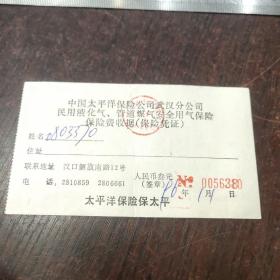 中国太平洋保险公司武汉分公司
民用液化气、管道煤气安全用气保险
保险费收据(保险凭证)
姓名 2803570
住址
联系地址 汉口解放南路12号 人民币叁元
电话,2810859 2806661 (签章) 年 月 日
№ 0056380
太平洋保险保太平